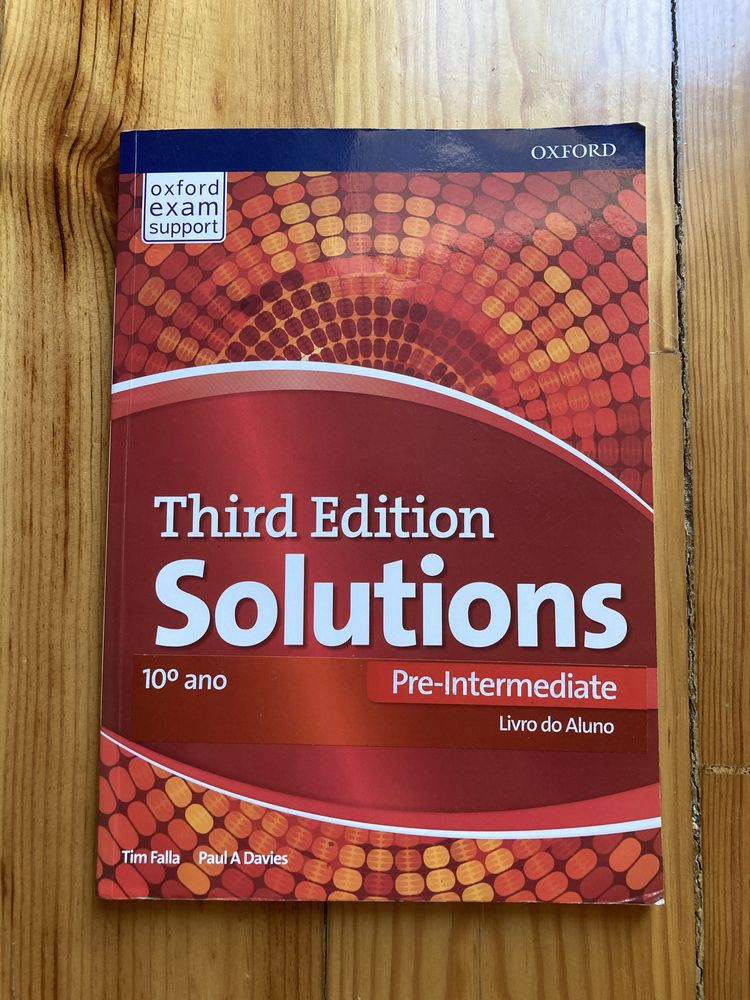 OXFORD
oxford
exam
support
Third Edition
Solutions
10º ano
Pre-Intermediate
Livro do Aluno
Tim Falla Paul A Davies